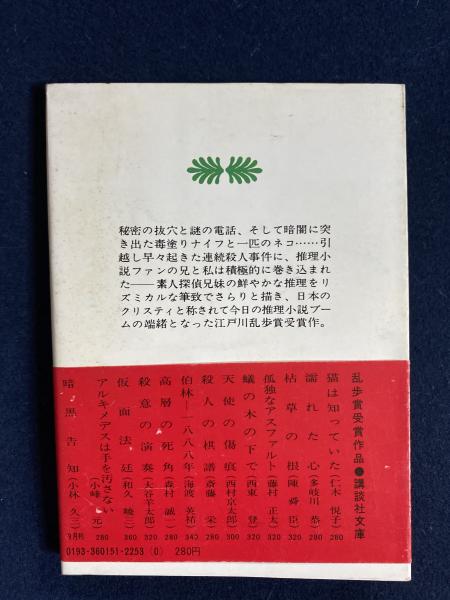 秘密の抜穴と謎の電話、そして暗闇に突
き出た毒塗りナイフと一匹のネコ……引
越し早々起きた連続殺人事件に、推理小
説ファンの兄と私は積極的に巻き込まれ
た——素人探偵兄妹の鮮やかな推理をリ
ズミカルな筆致でさらりと描き、日本の
クリスティと称されて今日の推理小説ブー
ムの端緒となった江戸川乱歩賞受賞作。
乱歩賞受賞作品●講談社文庫
猫は知っていた(仁木 悦子) 280
濡れた心(多岐川 恭) 280
枯草の根(陳 舜臣) 320
孤独なアスファルト(藤村 正太) 320
蟻の木の下で(西東 登)
天使の傷痕(西村京太郎) 300
殺人の棋譜(斎藤 栄)
伯林—一八八八年(海渡 英祐) 340
高層の死角(森村 誠一) 320
殺意の演奏(大谷羊太郎) 320
仮面法廷(和久 峻三) 360
アルキメデスは手を汚さない(小峰 元) 280
暗黒告知(小林 久三) 9月刊
0193-360151-2253 (0) 280円